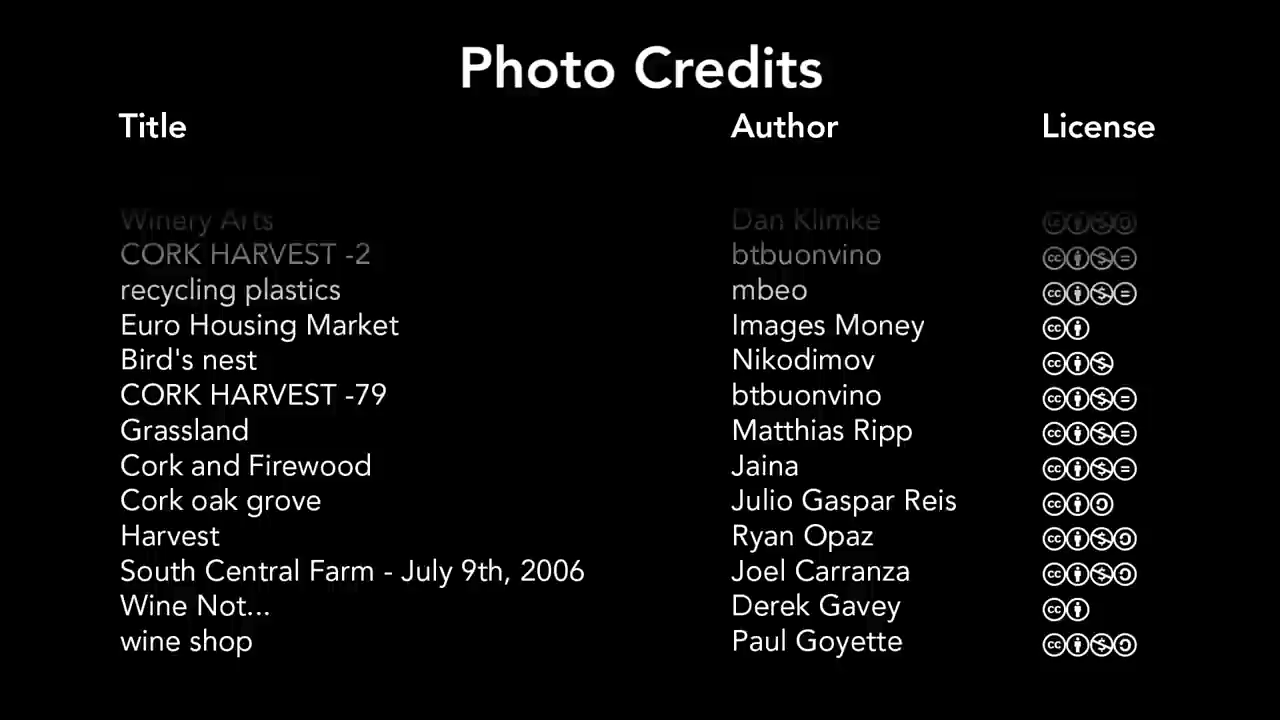 Photo Credits
Title Author License
Winery Arts Dan Klimke
CORK HARVEST -2 btbuonvino
recycling plastics mbeo
Euro Housing Market Images Money
Bird's nest Nikodimov
CORK HARVEST -79 btbuonvino
Grassland Matthias Ripp
Cork and Firewood Jaina
Cork oak grove Julio Gaspar Reis
Harvest Ryan Opaz
South Central Farm - July 9th, 2006 Joel Carranza
Wine Not... Derek Gavey
wine shop Paul Goyette